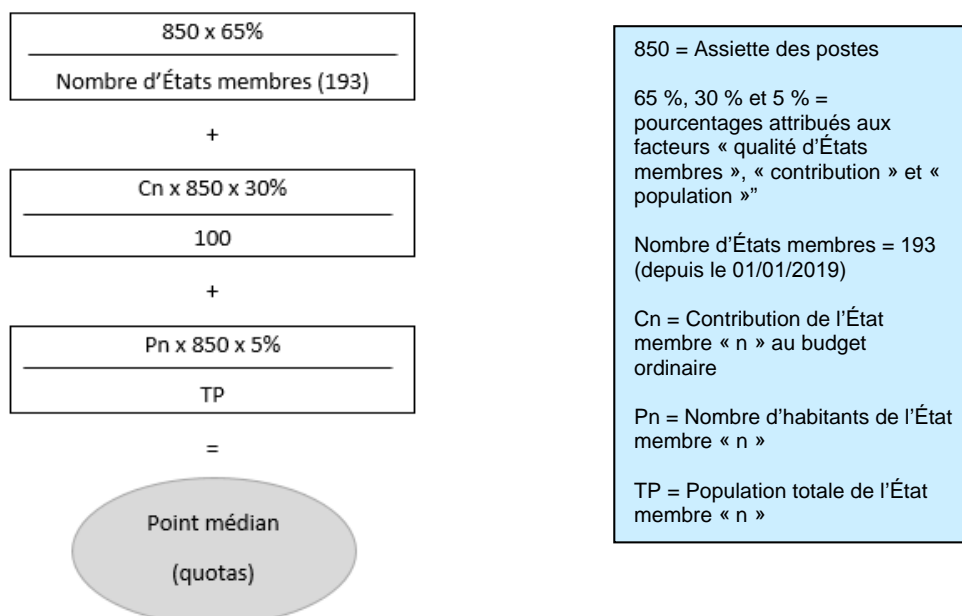 850 x 65%
Nombre d’États membres (193)
+
Cn x 850 x 30%
100
+
Pn x 850 x 5%
TP
=
Point médian
(quotas)
850 = Assiette des postes
65 %, 30 % et 5 % =
pourcentages attribués aux
facteurs « qualité d’États
membres », « contribution » et «
population »”
Nombre d’États membres = 193
(depuis le 01/01/2019)
Cn = Contribution de l’État
membre « n » au budget
ordinaire
Pn = Nombre d’habitants de l’État
membre « n »
TP = Population totale de l’État
membre « n »